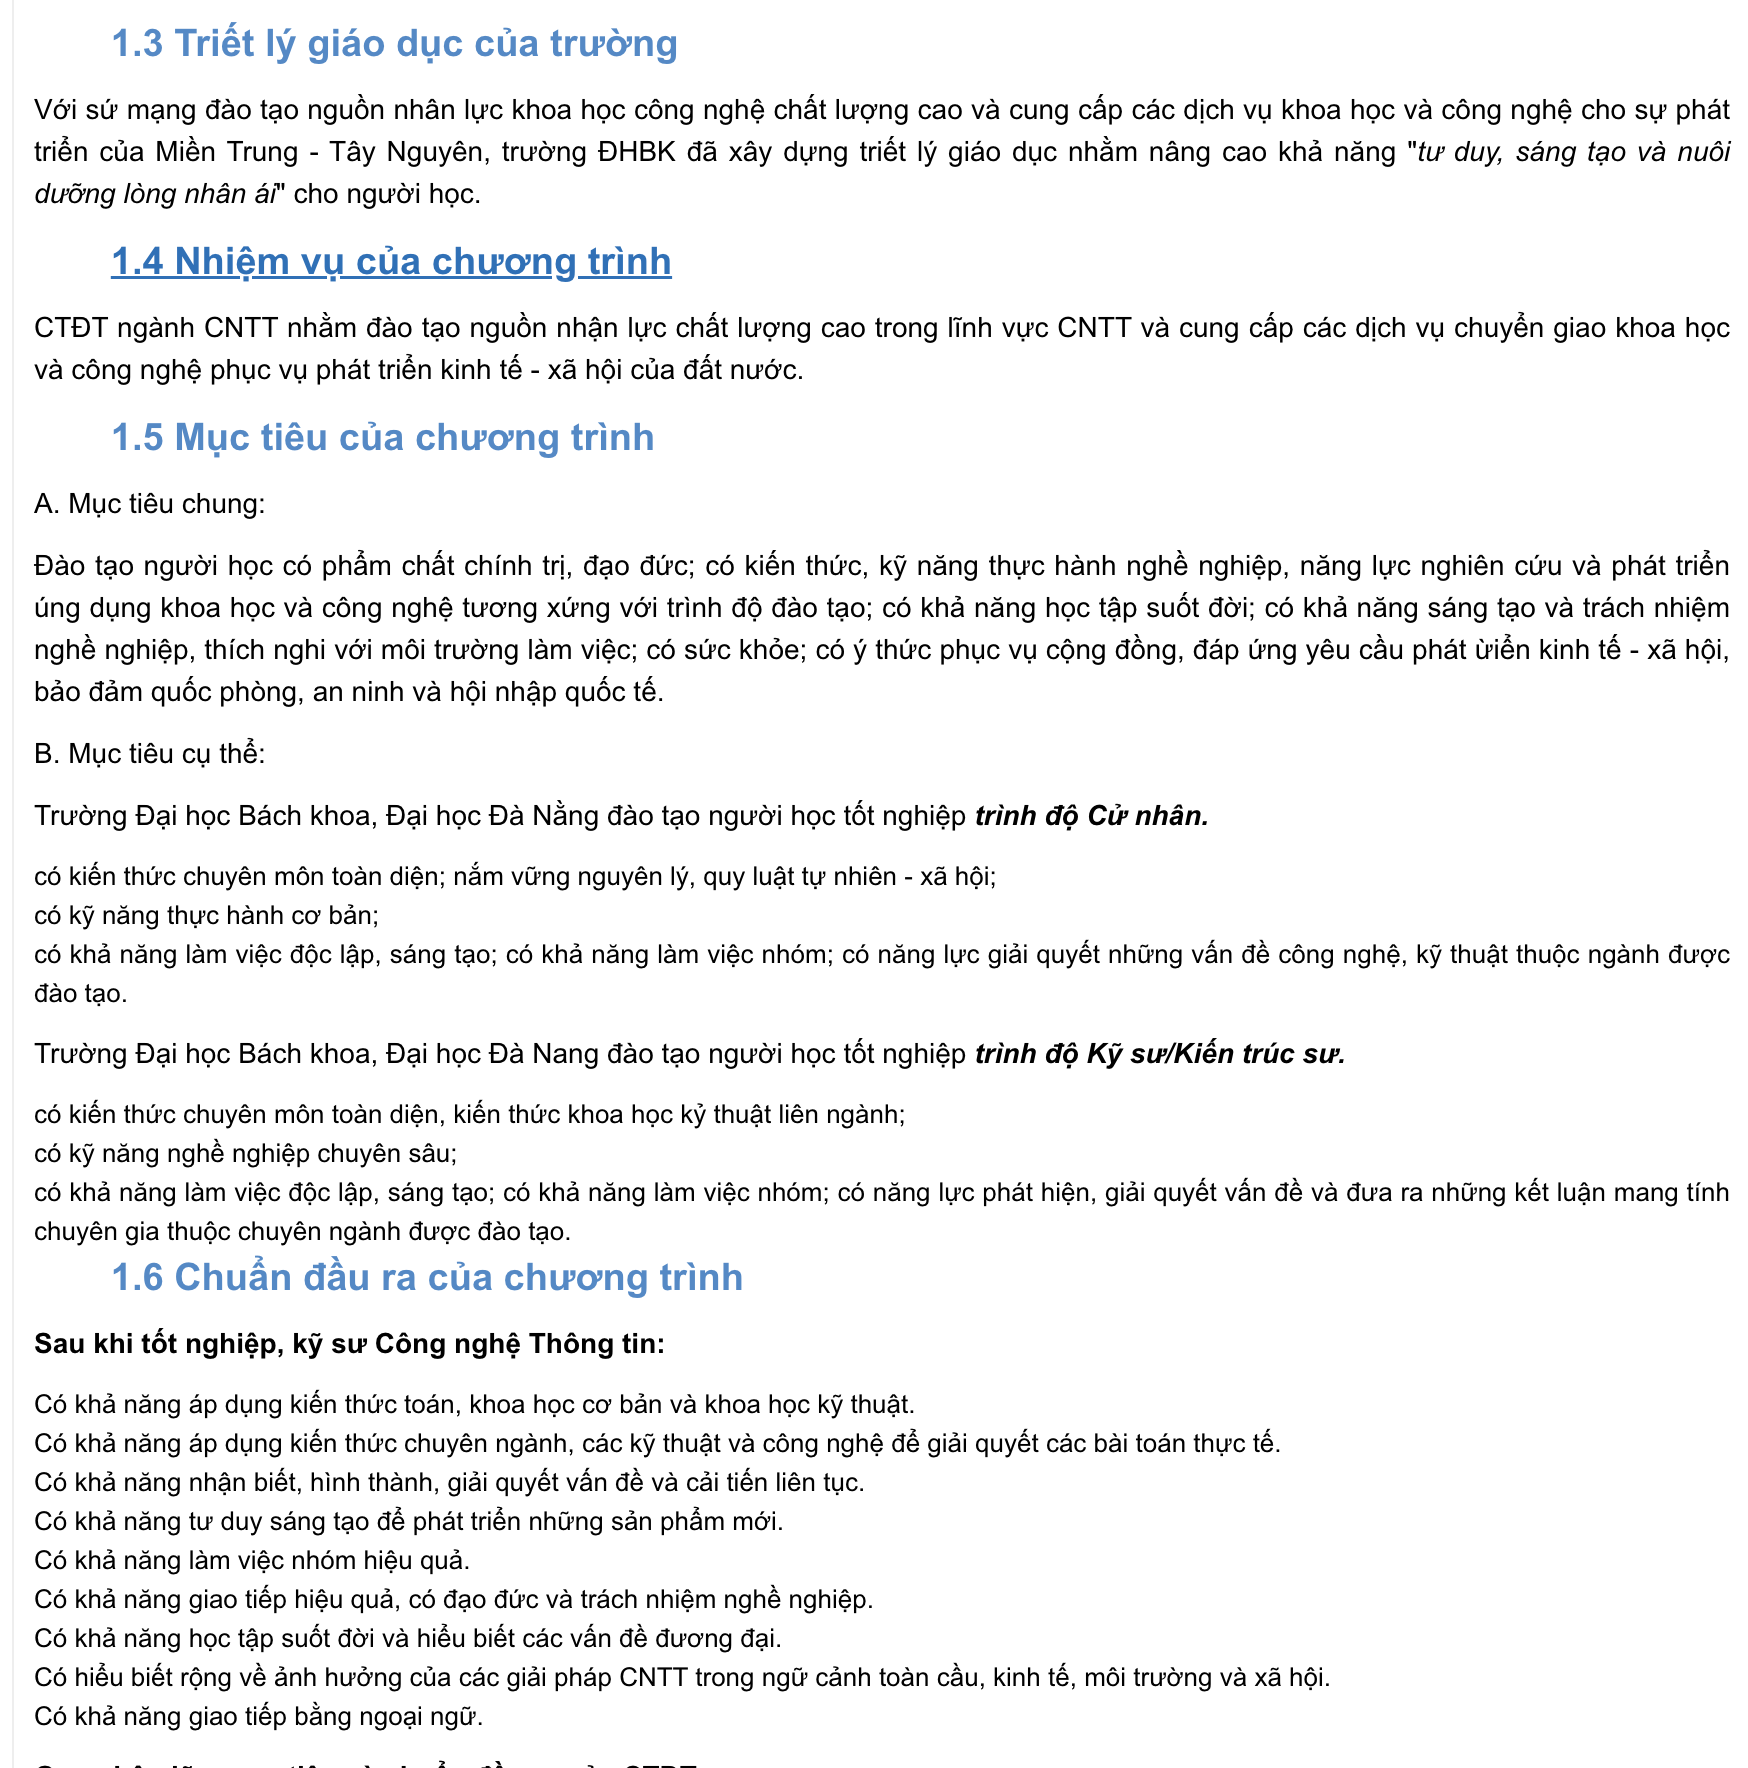 1.3 Triết lý giáo dục của trường
Với sứ mạng đào tạo nguồn nhân lực khoa học công nghệ chất lượng cao và cung cấp các dịch vụ khoa học và công nghệ cho sự phát
triển của Miền Trung - Tây Nguyên, trường ĐHBK đã xây dựng triết lý giáo dục nhằm nâng cao khả năng "tư duy, sáng tạo và nuôi
dưỡng lòng nhân ái" cho người học.
1.4 Nhiệm vụ của chương trình
CTĐT ngành CNTT nhằm đào tạo nguồn nhận lực chất lượng cao trong lĩnh vực CNTT và cung cấp các dịch vụ chuyển giao khoa học
và công nghệ phục vụ phát triển kinh tế - xã hội của đất nước.
1.5 Mục tiêu của chương trình
A. Mục tiêu chung:
Đào tạo người học có phẩm chất chính trị, đạo đức; có kiến thức, kỹ năng thực hành nghề nghiệp, năng lực nghiên cứu và phát triển
úng dụng khoa học và công nghệ tương xứng với trình độ đào tạo; có khả năng học tập suốt đời; có khả năng sáng tạo và trách nhiệm
nghề nghiệp, thích nghi với môi trường làm việc; có sức khỏe; có ý thức phục vụ cộng đồng, đáp ứng yêu cầu phát ừiển kinh tế - xã hội,
bảo đảm quốc phòng, an ninh và hội nhập quốc tế.
B. Mục tiêu cụ thể:
Trường Đại học Bách khoa, Đại học Đà Nằng đào tạo người học tốt nghiệp trình độ Cử nhân.
có kiến thức chuyên môn toàn diện; nắm vững nguyên lý, quy luật tự nhiên - xã hội;
có kỹ năng thực hành cơ bản;
có khả năng làm việc độc lập, sáng tạo; có khả năng làm việc nhóm; có năng lực giải quyết những vấn đề công nghệ, kỹ thuật thuộc ngành được
đào tạo.
Trường Đại học Bách khoa, Đại học Đà Nang đào tạo người học tốt nghiệp trình độ Kỹ sư/Kiến trúc sư.
có kiến thức chuyên môn toàn diện, kiến thức khoa học kỷ thuật liên ngành;
có kỹ năng nghề nghiệp chuyên sâu;
có khả năng làm việc độc lập, sáng tạo; có khả năng làm việc nhóm; có năng lực phát hiện, giải quyết vấn đề và đưa ra những kết luận mang tính
chuyên gia thuộc chuyên ngành được đào tạo.
1.6 Chuẩn đầu ra của chương trình
Sau khi tốt nghiệp, kỹ sư Công nghệ Thông tin:
Có khả năng áp dụng kiến thức toán, khoa học cơ bản và khoa học kỹ thuật.
Có khả năng áp dụng kiến thức chuyên ngành, các kỹ thuật và công nghệ để giải quyết các bài toán thực tế.
Có khả năng nhận biết, hình thành, giải quyết vấn đề và cải tiến liên tục.
Có khả năng tư duy sáng tạo để phát triển những sản phẩm mới.
Có khả năng làm việc nhóm hiệu quả.
Có khả năng giao tiếp hiệu quả, có đạo đức và trách nhiệm nghề nghiệp.
Có khả năng học tập suốt đời và hiểu biết các vấn đề đương đại.
Có hiểu biết rộng về ảnh hưởng của các giải pháp CNTT trong ngữ cảnh toàn cầu, kinh tế, môi trường và xã hội.
Có khả năng giao tiếp bằng ngoại ngữ.